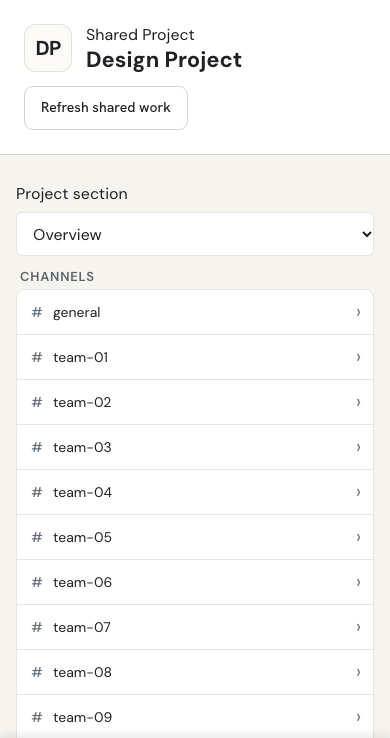 DP
Shared Project
Design Project
Refresh shared work
Project section
Overview
CHANNELS
# general ›
# team-01 ›
# team-02 ›
# team-03 ›
# team-04 ›
# team-05 ›
# team-06 ›
# team-07 ›
# team-08 ›
# team-09 ›